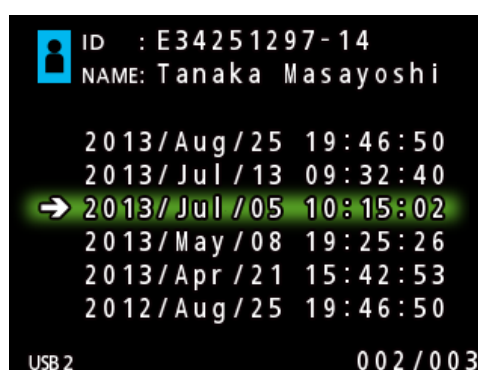 ID : E34251297-14
NAME: Tanaka Masayoshi
2013/Aug/25 19:46:50
2013/Jul/13 09:32:40
2013/Jul/05 10:15:02
2013/May/08 19:25:26
2013/Apr/21 15:42:53
2012/Aug/25 19:46:50
USB 2 002/003